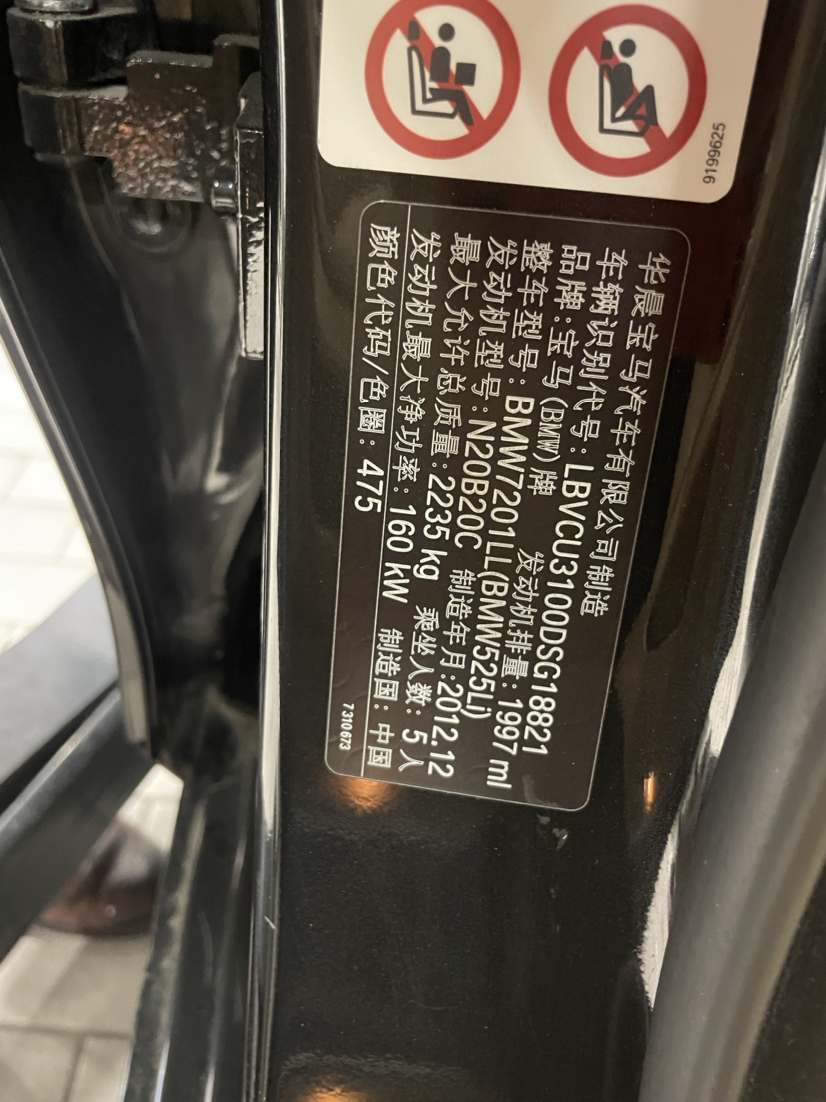 9199625
华晨宝马汽车有限公司制造
车辆识别代号:LBVCU3100DSG18821
品牌:宝马(BMW)牌 发动机排量:1997 ml
整车型号:BMW7201LL(BMW525Li)
发动机型号:N20B20C 制造年月:2012.12
最大允许总质量:2235 kg 乘坐人数:5人
发动机最大净功率:160 kW 制造国:中国
颜色代码/色圈:475
7310673